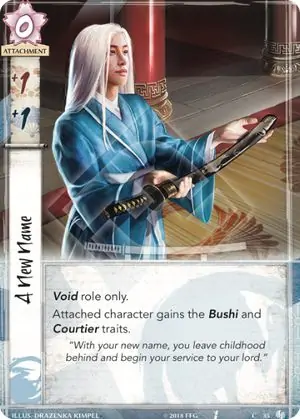 0
ATTACHMENT
+1
+1
A New Name
Void role only.
Attached character gains the Bushi and
Courtier traits.
"With your new name, you leave childhood
behind and begin your service to your lord."
ILLUS. DRAZENKA KIMPEL
© 2018 FFG